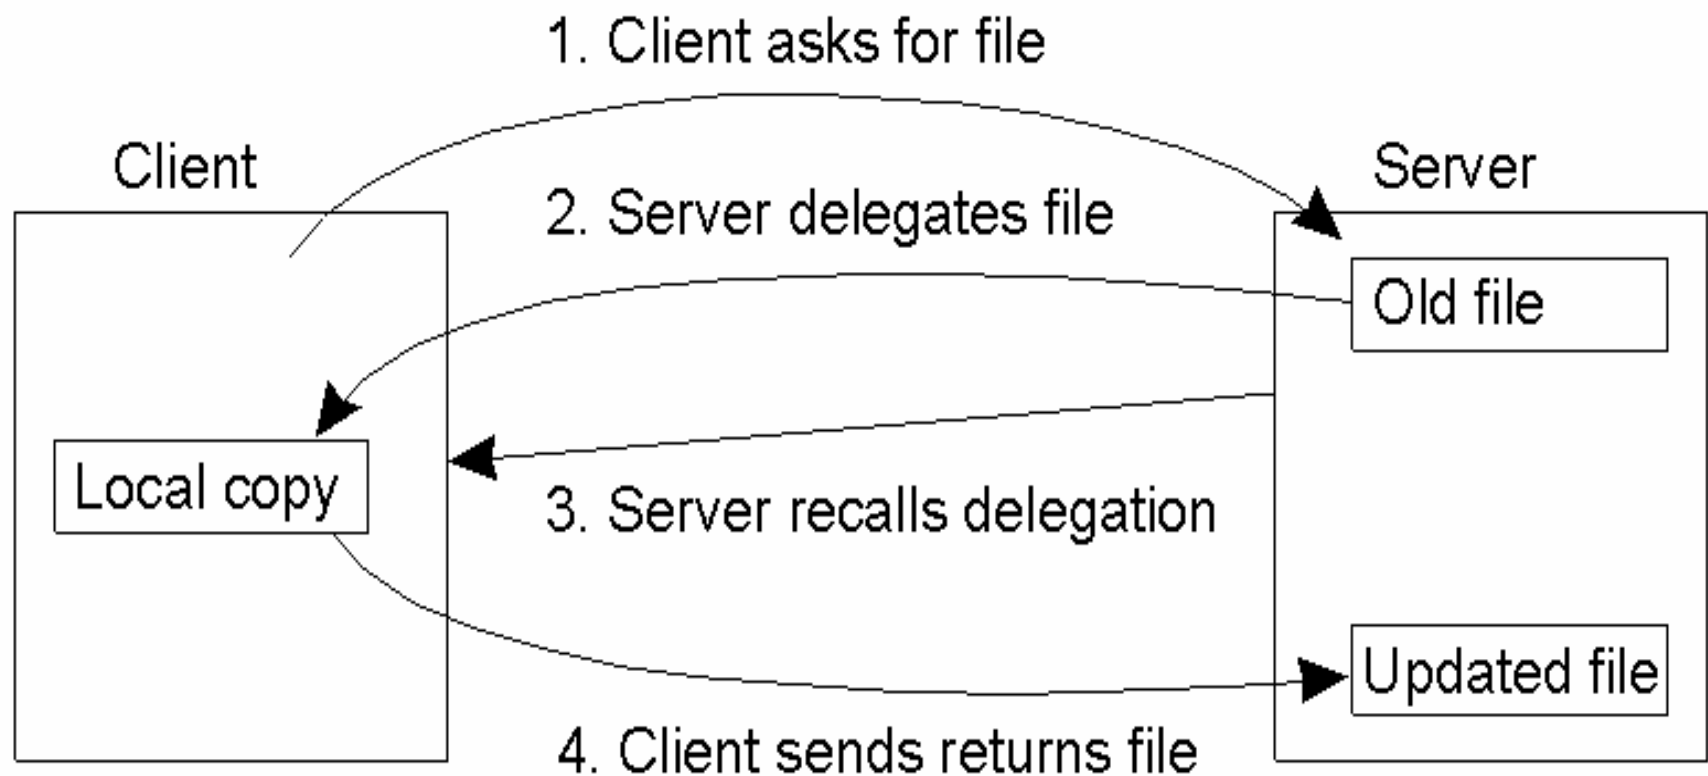 1. Client asks for file
Client
Server
2. Server delegates file
Old file
Local copy
3. Server recalls delegation
Updated file
4. Client sends returns file